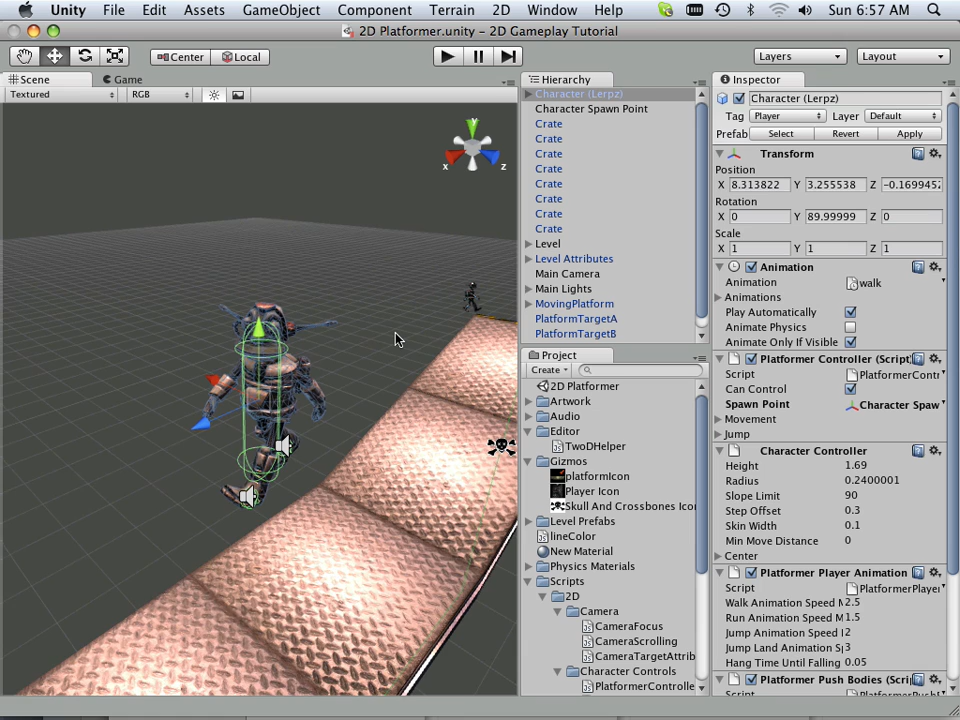 Unity File Edit Assets GameObject Component Terrain 2D Window Help Sun 6:57 AM
2D Platformer.unity - 2D Gameplay Tutorial
Center Local Layers Layout
Scene Game
Textured RGB
y
x z
Hierarchy
Character (Lerpz)
Character Spawn Point
Crate
Crate
Crate
Crate
Crate
Crate
Crate
Crate
Level
Level Attributes
Main Camera
Main Lights
MovingPlatform
PlatformTargetA
PlatformTargetB
Project
Create
2D Platformer
Artwork
Audio
Editor
TwoDHelper
Gizmos
platformIcon
Player Icon
Skull And Crossbones Icon
Level Prefabs
lineColor
New Material
Physics Materials
Scripts
2D
Camera
CameraFocus
CameraScrolling
CameraTargetAttrib
Character Controls
PlatformerControlle
Inspector
Character (Lerpz)
Tag Player Layer Default
Prefab Select Revert Apply
Transform
Position
X 8.313822 Y 3.255538 Z -0.1699452
Rotation
X 0 Y 89.99999 Z 0
Scale
X 1 Y 1 Z 1
Animation
Animation walk
Animations
Play Automatically
Animate Physics
Animate Only If Visible
Platformer Controller (Script)
Script PlatformerContr
Can Control
Spawn Point Character Spaw
Movement
Jump
Character Controller
Height 1.69
Radius 0.2400001
Slope Limit 90
Step Offset 0.3
Skin Width 0.1
Min Move Distance 0
Center
Platformer Player Animation
Script PlatformerPlayer
Walk Animation Speed M 2.5
Run Animation Speed M 1.5
Jump Animation Speed 2
Jump Land Animation S 3
Hang Time Until Falling 0.05
Platformer Push Bodies (Scrip
Script PlatformerPush